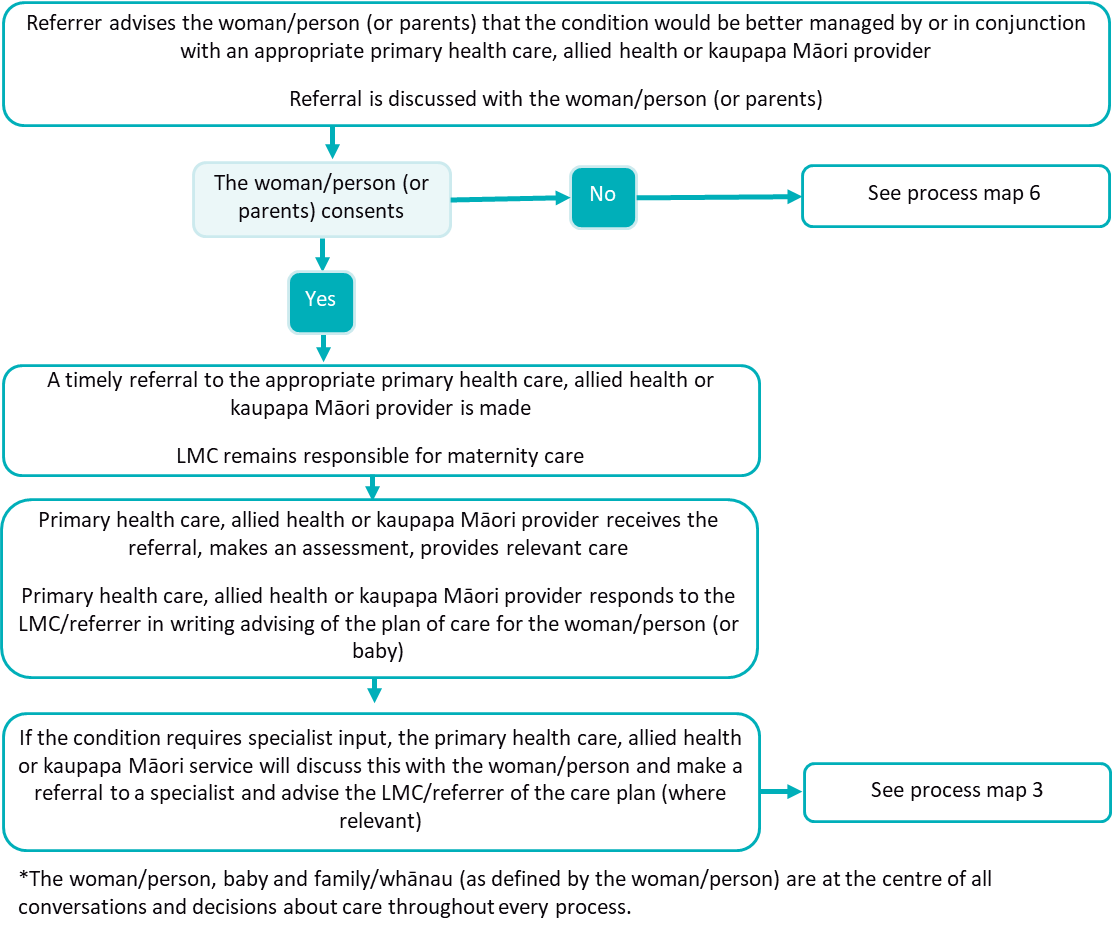 Referrer advises the woman/person (or parents) that the condition would be better managed by or in conjunction
with an appropriate primary health care, allied health or kaupapa Māori provider
Referral is discussed with the woman/person (or parents)
The woman/person (or
parents) consents
No
See process map 6
Yes
A timely referral to the appropriate primary health care, allied health or
kaupapa Māori provider is made
LMC remains responsible for maternity care
Primary health care, allied health or kaupapa Māori provider receives the
referral, makes an assessment, provides relevant care
Primary health care, allied health or kaupapa Māori provider responds to the
LMC/referrer in writing advising of the plan of care for the woman/person (or
baby)
If the condition requires specialist input, the primary health care, allied health
or kaupapa Māori service will discuss this with the woman/person and make a
referral to a specialist and advise the LMC/referrer of the care plan (where
relevant)
See process map 3
*The woman/person, baby and family/whānau (as defined by the woman/person) are at the centre of all
conversations and decisions about care throughout every process.